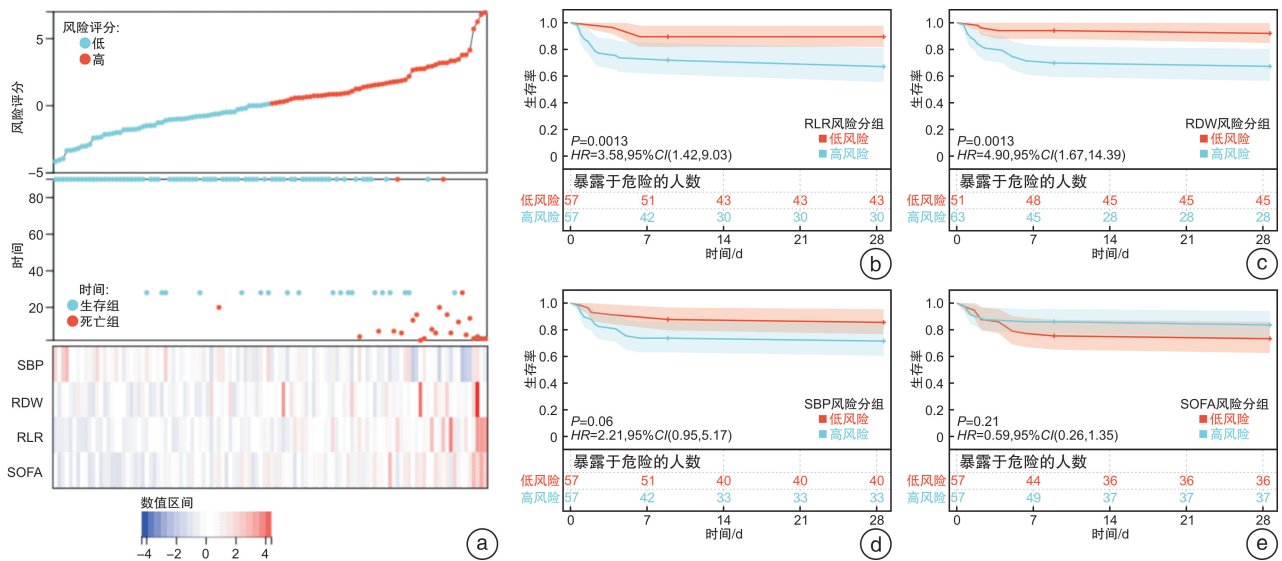 风险评分:
低
高
风险评分
5
0
−5
时间
80
60
40
20
时间:
生存组
死亡组
SBP
RDW
RLR
SOFA
数值区间
−4 −2 0 2 4
a
生存率
1.0
0.8
0.6
0.4
0.2
0
RLR风险分组
低风险
高风险
P=0.0013
HR=3.58,95%CI(1.42,9.03)
暴露于危险的人数
低风险 57 51 43 43 43
高风险 57 42 30 30 30
0 7 14 21 28
时间/d
b
生存率
1.0
0.8
0.6
0.4
0.2
0
RDW风险分组
低风险
高风险
P=0.0013
HR=4.90,95%CI(1.67,14.39)
暴露于危险的人数
低风险 51 48 45 45 45
高风险 63 45 28 28 28
0 7 14 21 28
时间/d
c
生存率
1.0
0.8
0.6
0.4
0.2
0
SBP风险分组
低风险
高风险
P=0.06
HR=2.21,95%CI(0.95,5.17)
暴露于危险的人数
低风险 57 51 40 40 40
高风险 57 42 33 33 33
0 7 14 21 28
时间/d
d
生存率
1.0
0.8
0.6
0.4
0.2
0
SOFA风险分组
低风险
高风险
P=0.21
HR=0.59,95%CI(0.26,1.35)
暴露于危险的人数
低风险 57 44 36 36 36
高风险 57 49 37 37 37
0 7 14 21 28
时间/d
e